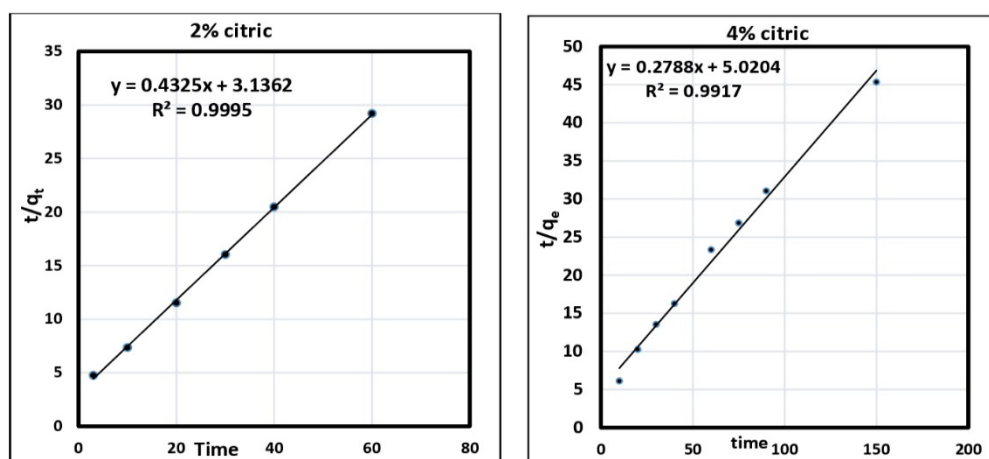 2% citric
y = 0.4325x + 3.1362
R² = 0.9995
t/qt
35
30
25
20
15
10
5
0
0 20 40 60 80
Time
4% citric
y = 0.2788x + 5.0204
R² = 0.9917
t/qe
50
45
40
35
30
25
20
15
10
5
0
0 50 100 150 200
time